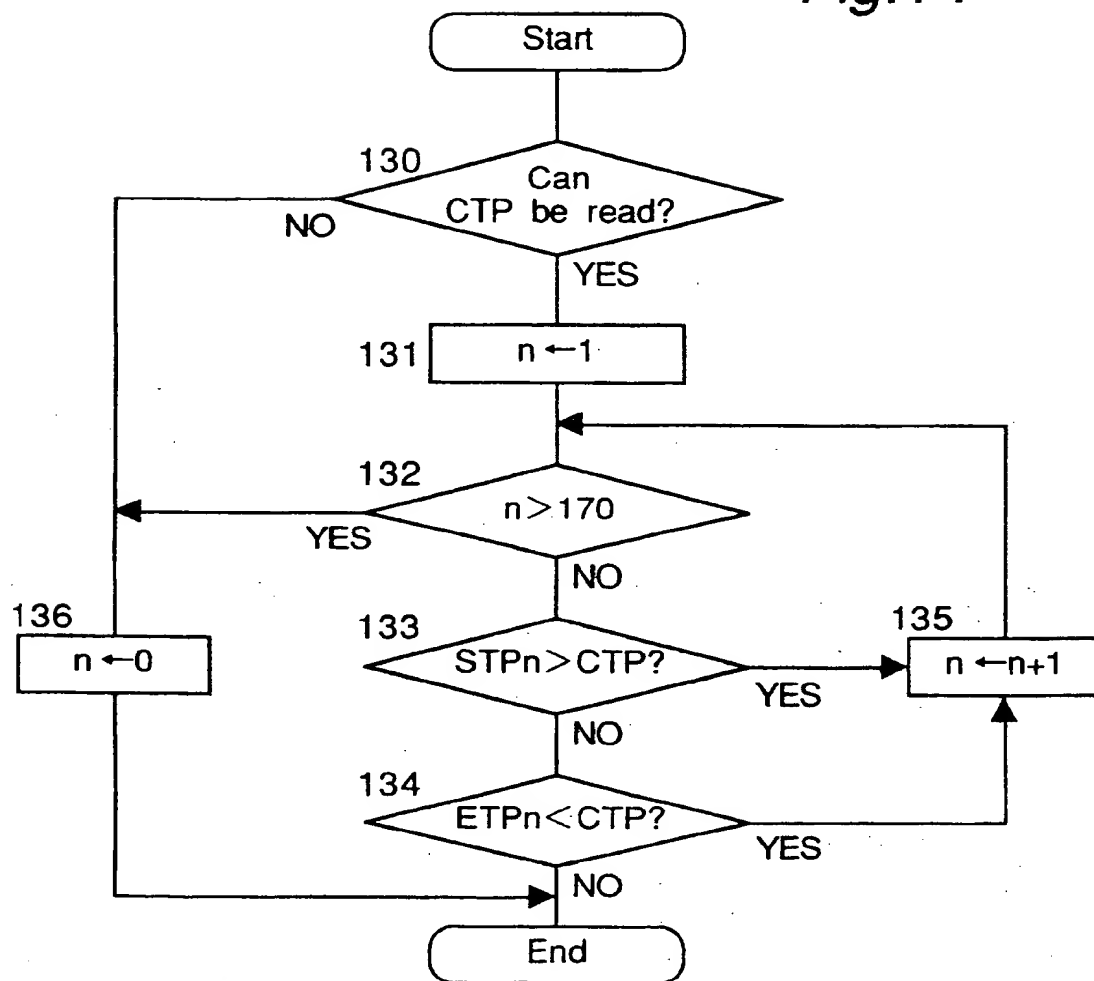 Start
130
Can
CTP be read?
NO
YES
131
n ←1
132
n>170
YES
NO
136
n ←0
133
STPn>CTP?
YES
135
n ←n+1
NO
134
ETPn<CTP?
YES
NO
End